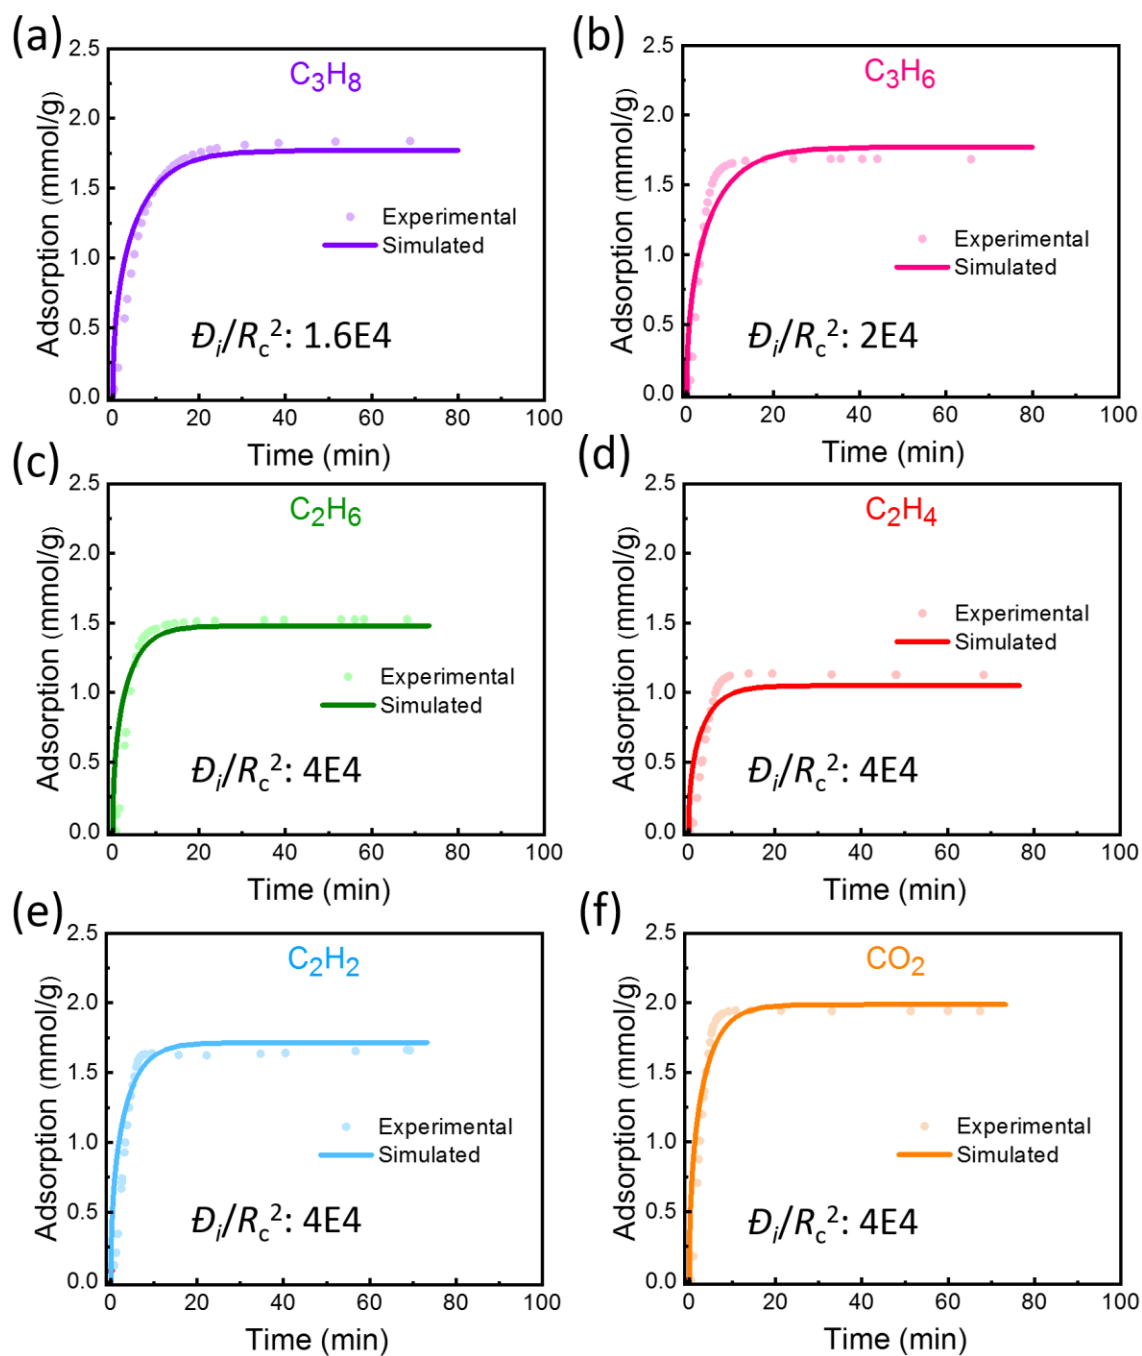 (a)
C₃H₈
Adsorption (mmol/g)
2.5
2.0
1.5
1.0
0.5
0.0
Experimental
Simulated
Đᵢ/R_c²: 1.6E4
0 20 40 60 80 100
Time (min)
(b)
C₃H₆
Adsorption (mmol/g)
2.5
2.0
1.5
1.0
0.5
0.0
Experimental
Simulated
Đᵢ/R_c²: 2E4
0 20 40 60 80 100
Time (min)
(c)
C₂H₆
Adsorption (mmol/g)
2.5
2.0
1.5
1.0
0.5
0.0
Experimental
Simulated
Đᵢ/R_c²: 4E4
0 20 40 60 80 100
Time (min)
(d)
C₂H₄
Adsorption (mmol/g)
2.5
2.0
1.5
1.0
0.5
0.0
Experimental
Simulated
Đᵢ/R_c²: 4E4
0 20 40 60 80 100
Time (min)
(e)
C₂H₂
Adsorption (mmol/g)
2.5
2.0
1.5
1.0
0.5
0.0
Experimental
Simulated
Đᵢ/R_c²: 4E4
0 20 40 60 80 100
Time (min)
(f)
CO₂
Adsorption (mmol/g)
2.5
2.0
1.5
1.0
0.5
0.0
Experimental
Simulated
Đᵢ/R_c²: 4E4
0 20 40 60 80 100
Time (min)